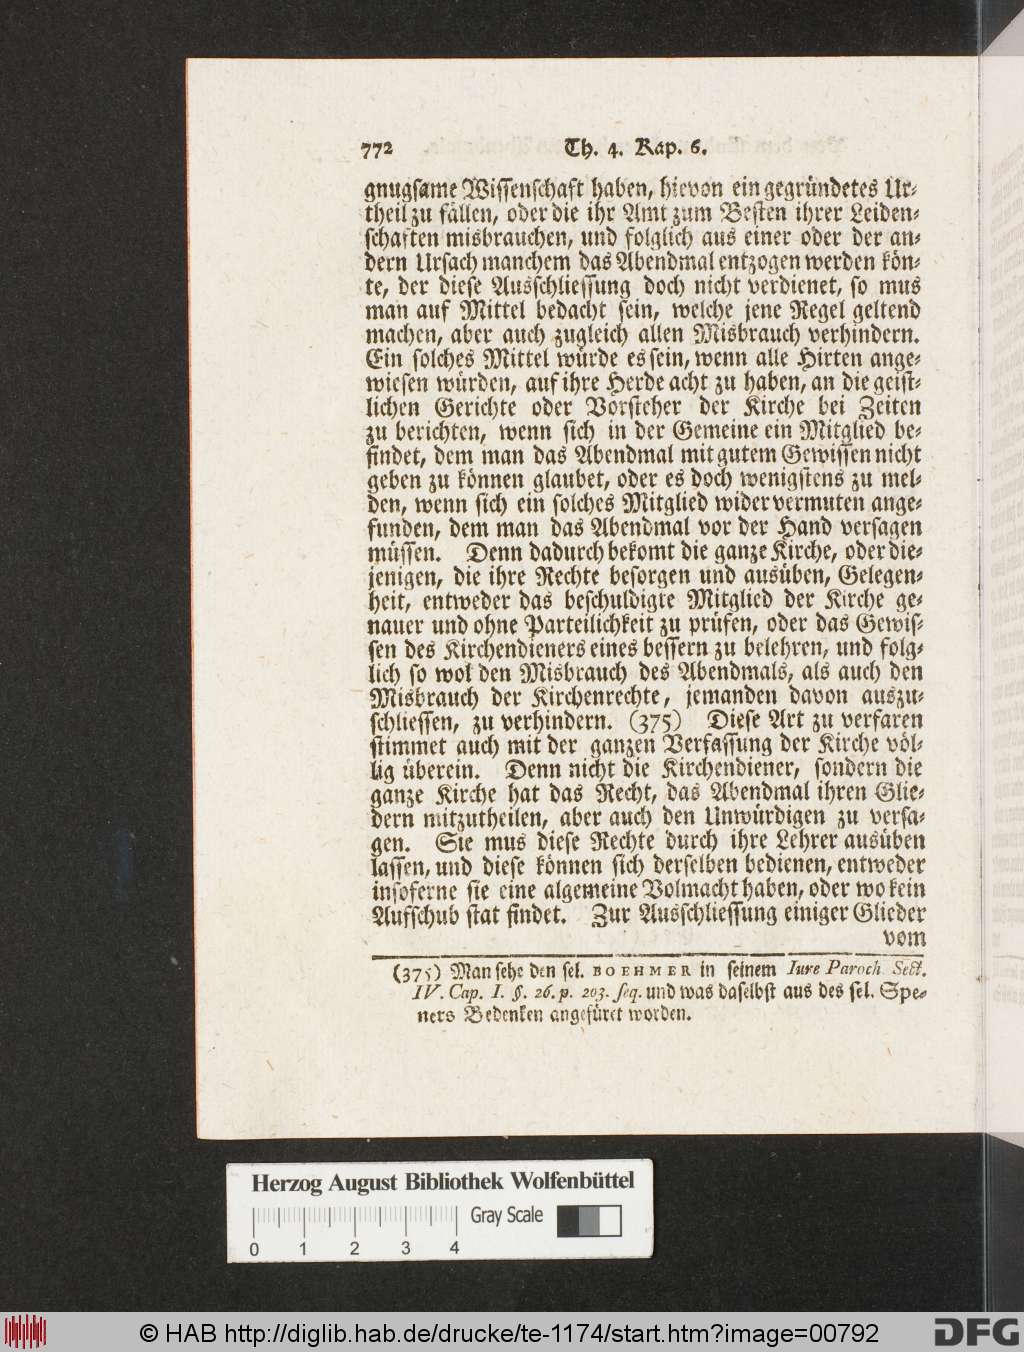 772 Th. 4. Kap. 6.
gnugsame Wissenschaft haben, hievon ein gegründetes Ur-
theil zu fällen, oder die ihr Amt zum Besten ihrer Leiden-
schaften misbrauchen, und folglich aus einer oder der an-
dern Ursach manchem das Abendmal entzogen werden kön-
te, der diese Ausschliessung doch nicht verdienet, so mus
man auf Mittel bedacht sein, welche jene Regel geltend
machen, aber auch zugleich allen Misbrauch verhindern.
Ein solches Mittel würde es sein, wenn alle Hirten ange-
wiesen würden, auf ihre Herde acht zu haben, an die geist-
lichen Gerichte oder Vorsteher der Kirche bei Zeiten
zu berichten, wenn sich in der Gemeine ein Mitglied be-
findet, dem man das Abendmal mit gutem Gewissen nicht
geben zu können glaubet, oder es doch wenigstens zu mel-
den, wenn sich ein solches Mitglied wider vermuten ange-
funden, dem man das Abendmal vor der Hand versagen
müssen. Denn dadurch bekomt die ganze Kirche, oder die-
jenigen, die ihre Rechte besorgen und ausüben, Gelegen-
heit, entweder das beschuldigte Mitglied der Kirche ge-
nauer und ohne Parteilichkeit zu prüfen, oder das Gewis-
sen des Kirchendieners eines bessern zu belehren, und folg-
lich so wol den Misbrauch des Abendmals, als auch den
Misbrauch der Kirchenrechte, jemanden davon auszu-
schliessen, zu verhindern. (375) Diese Art zu verfaren
stimmet auch mit der ganzen Verfassung der Kirche völ-
lig überein. Denn nicht die Kirchendiener, sondern die
ganze Kirche hat das Recht, das Abendmal ihren Glie-
dern mitzutheilen, aber auch den Unwürdigen zu versa-
gen. Sie mus diese Rechte durch ihre Lehrer ausüben
lassen, und diese können sich derselben bedienen, entweder
insoferne sie eine algemeine Volmacht haben, oder wo kein
Aufschub stat findet. Zur Ausschliessung einiger Glieder
vom
(375) Man sehe den sel. BOEHMER in seinem Iure Paroch. Sect.
IV. Cap. I. §. 26. p. 203. seq. und was daselbst aus des sel. Spe-
ners Bedenken angefüret worden.
Herzog August Bibliothek Wolfenbüttel
Gray Scale
0 1 2 3 4
© HAB http://diglib.hab.de/drucke/te-1174/start.htm?image=00792
DFG